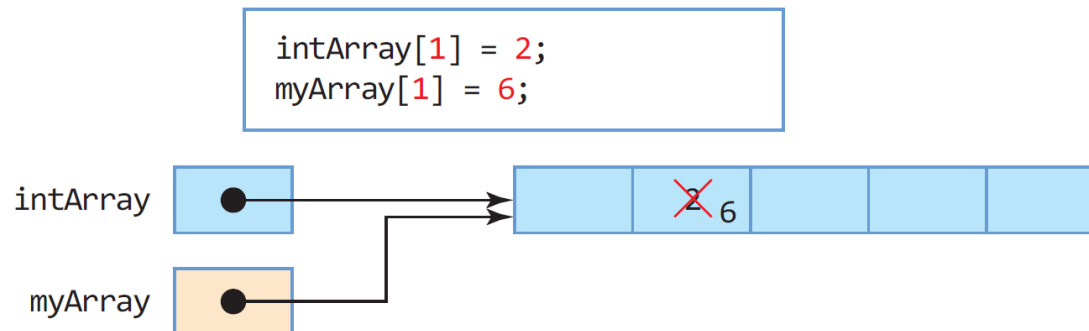 intArray[1] = 2;
myArray[1] = 6;
intArray
2 6
myArray